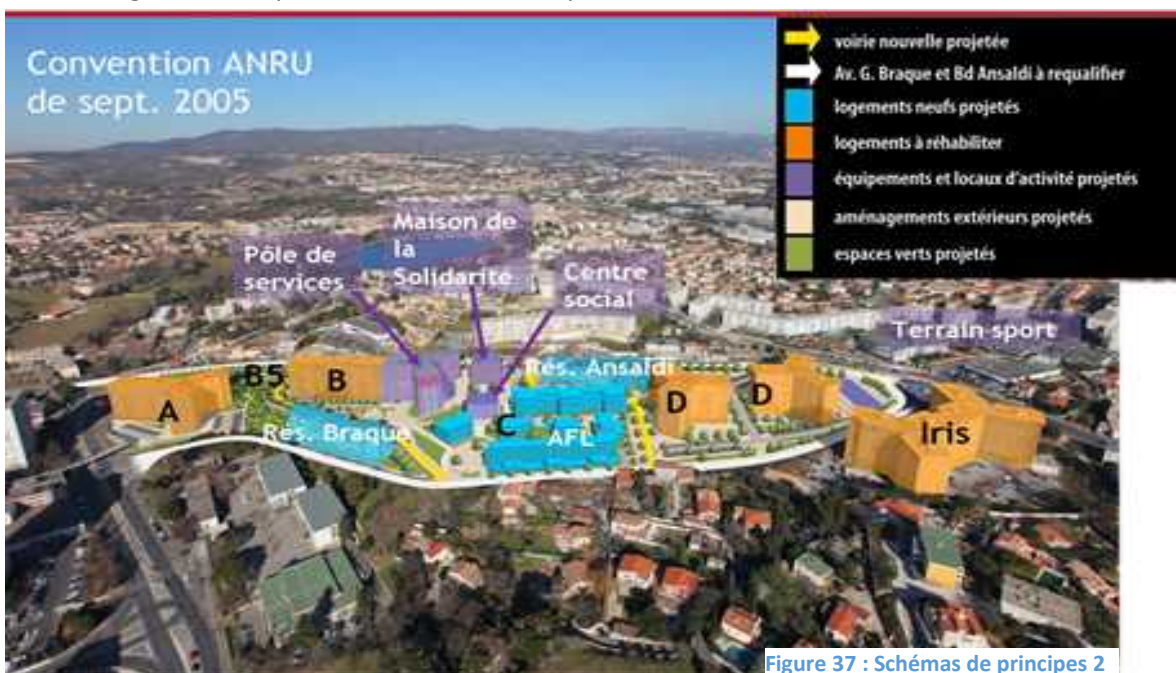 Convention ANRU
de sept. 2005
voirie nouvelle projetée
Av. G. Braque et Bd Ansaldi à requalifier
logements neufs projetés
logements à réhabiliter
équipements et locaux d'activité projetés
aménagements extérieurs projetés
espaces verts projetés
Pôle de
services
Maison de
la
Solidarité
Centre
social
Terrain sport
A
B5
B
Rés. Braque
Rés. Ansaldi
C
AFL
D
D
Iris
Figure 37 : Schémas de principes 2